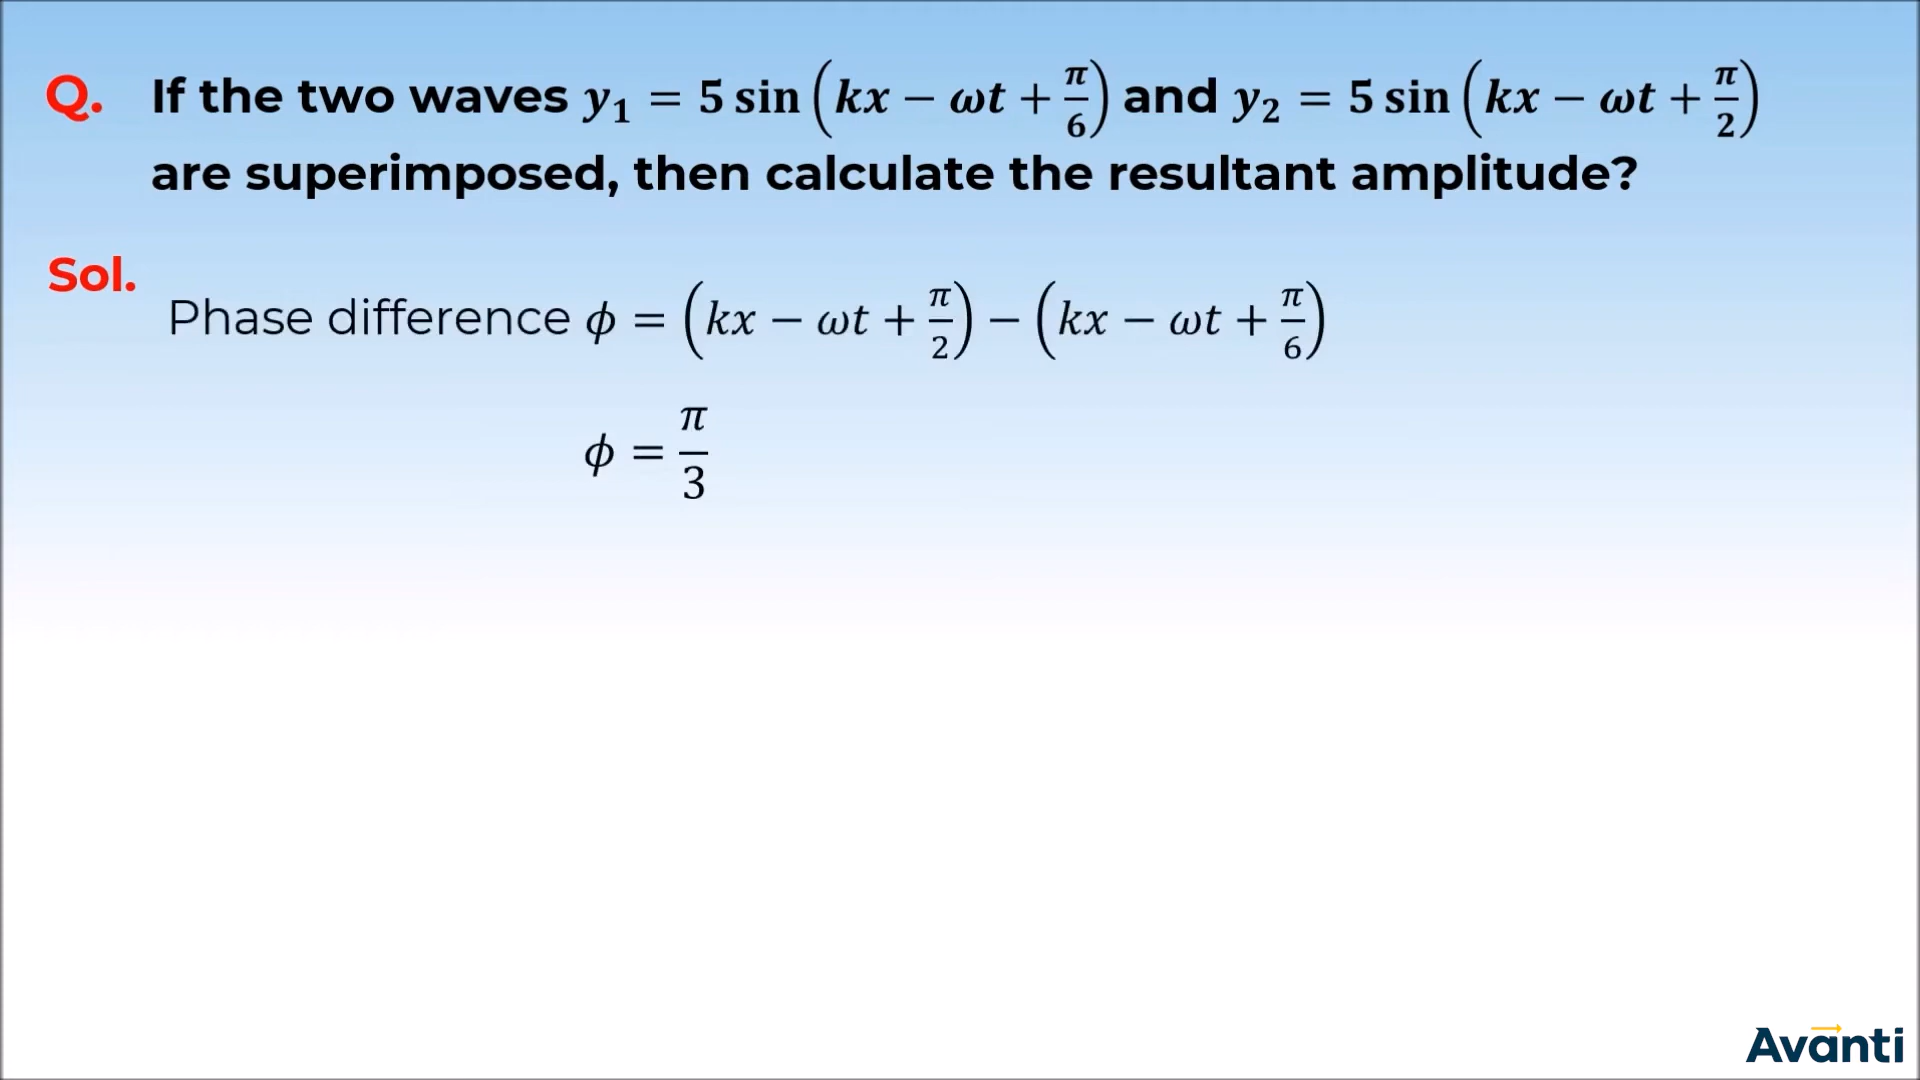 Q. If the two waves y₁ = 5 sin (kx − ωt + π/6) and y₂ = 5 sin (kx − ωt + π/2)
are superimposed, then calculate the resultant amplitude?
Sol.
Phase difference ϕ = (kx − ωt + π/2) − (kx − ωt + π/6)
ϕ = π/3
Avanti